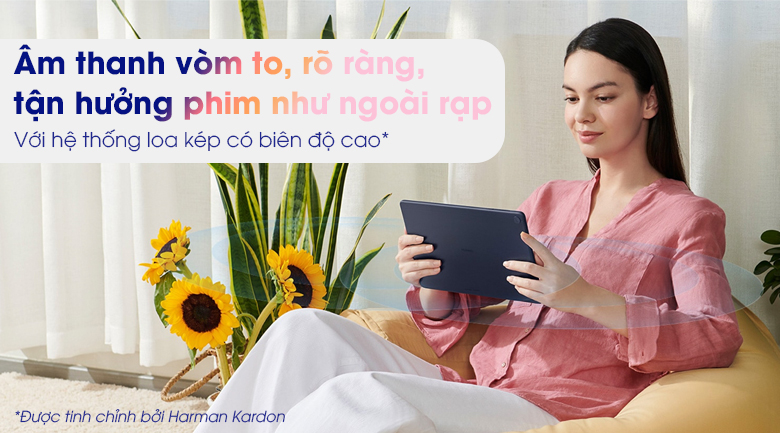 Âm thanh vòm to, rõ ràng,
tận hưởng phim như ngoài rạp
Với hệ thống loa kép có biên độ cao*
*Được tinh chỉnh bởi Harman Kardon